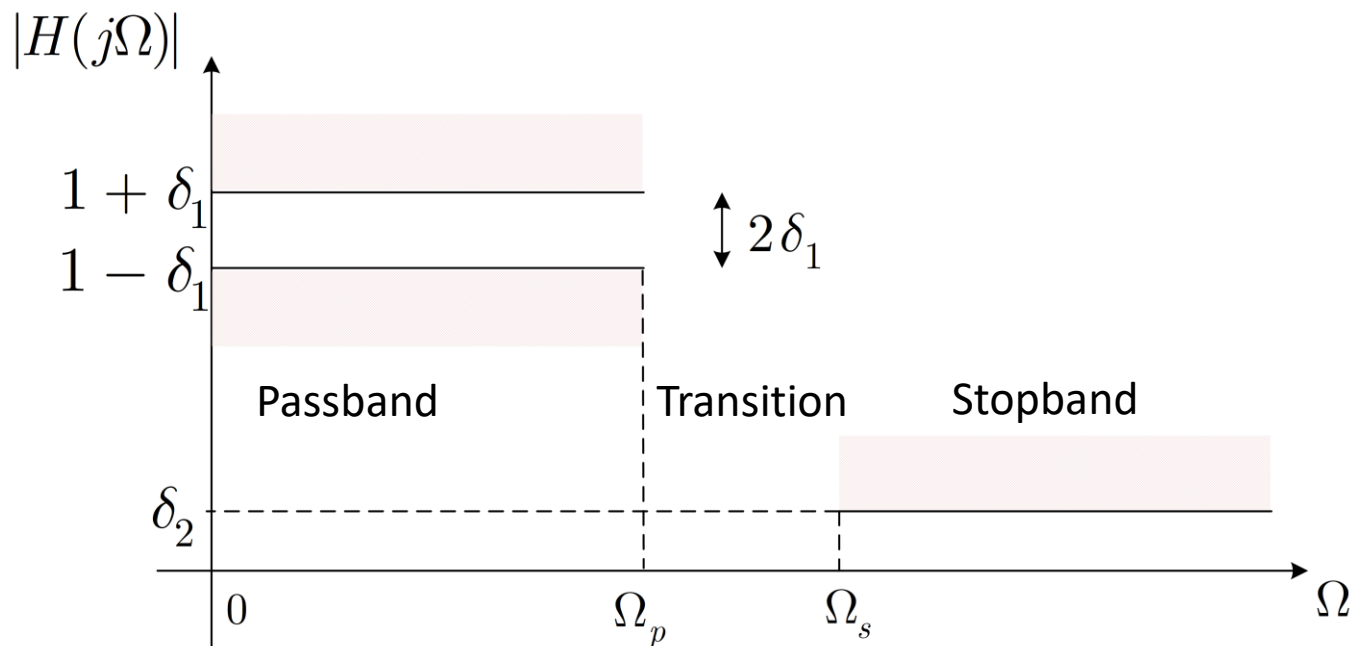 |H(jΩ)|
1 + δ₁
2δ₁
1 − δ₁
Passband Transition Stopband
δ₂
0 Ωₚ Ωₛ Ω